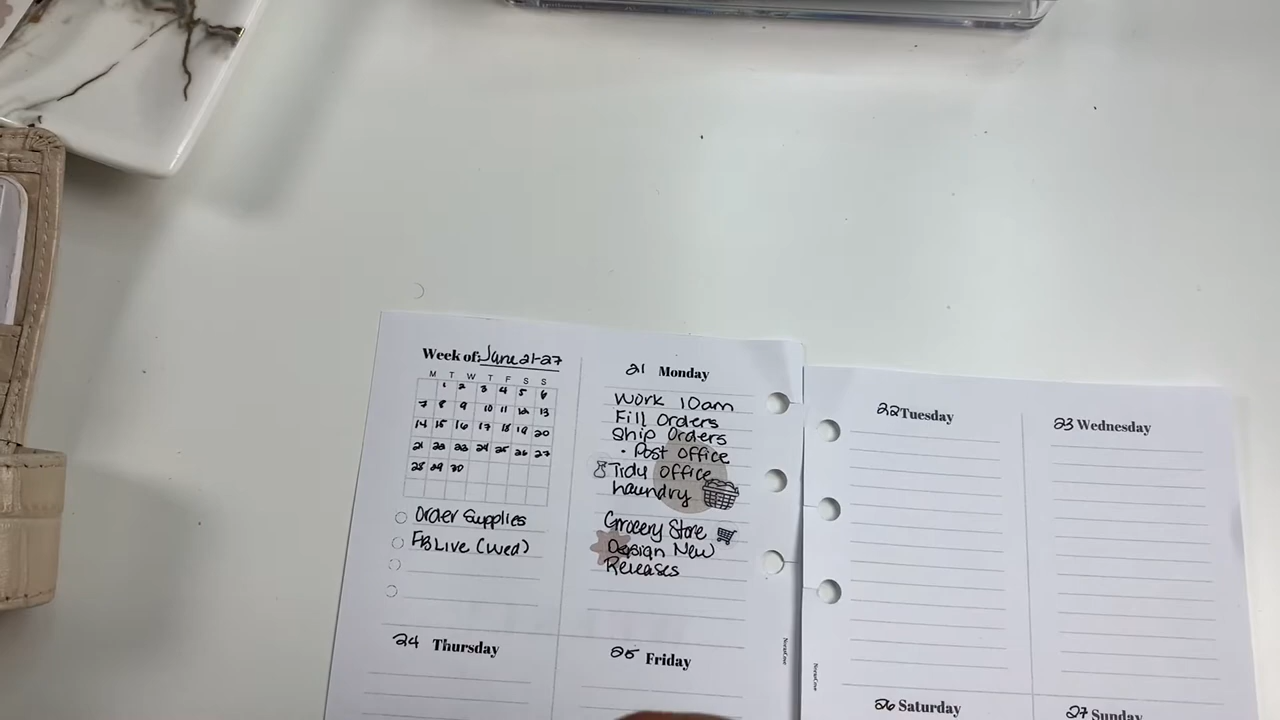 Week of: June 21-27
M T W T F S S
1 2 3 4 5 6
7 8 9 10 11 12 13
14 15 16 17 18 19 20
21 22 23 24 25 26 27
28 29 30
Order Supplies
FB Live (Wed)
21 Monday
Work 10am
Fill Orders
Ship Orders
• Post Office
Tidy Office
Laundry
Grocery Store
Design New
Releases
22 Tuesday
23 Wednesday
24 Thursday
25 Friday
26 Saturday
27 Sunday